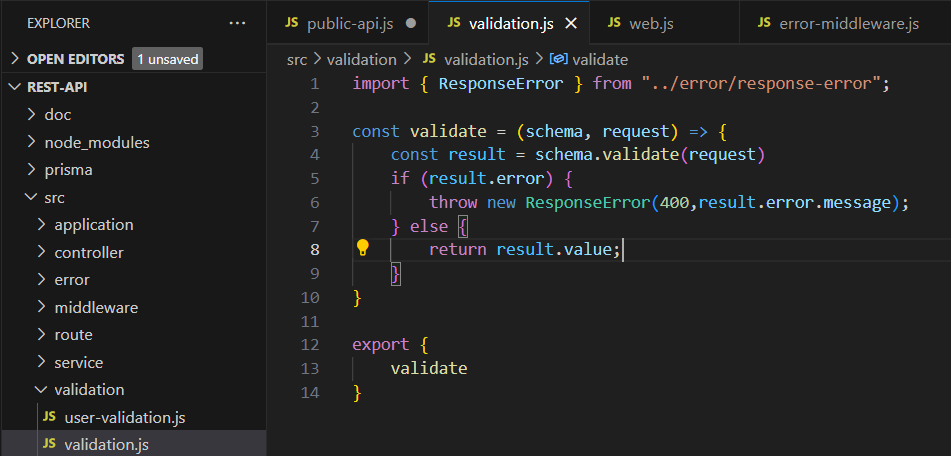 EXPLORER ...
OPEN EDITORS 1 unsaved
REST-API
doc
node_modules
prisma
src
application
controller
error
middleware
route
service
validation
JS user-validation.js
JS validation.js
JS public-api.js JS validation.js JS web.js JS error-middleware.js
src > validation > JS validation.js > validate
1 import { ResponseError } from "../error/response-error";
2
3 const validate = (schema, request) => {
4 const result = schema.validate(request)
5 if (result.error) {
6 throw new ResponseError(400,result.error.message);
7 } else {
8 return result.value;
9 }
10 }
11
12 export {
13 validate
14 }